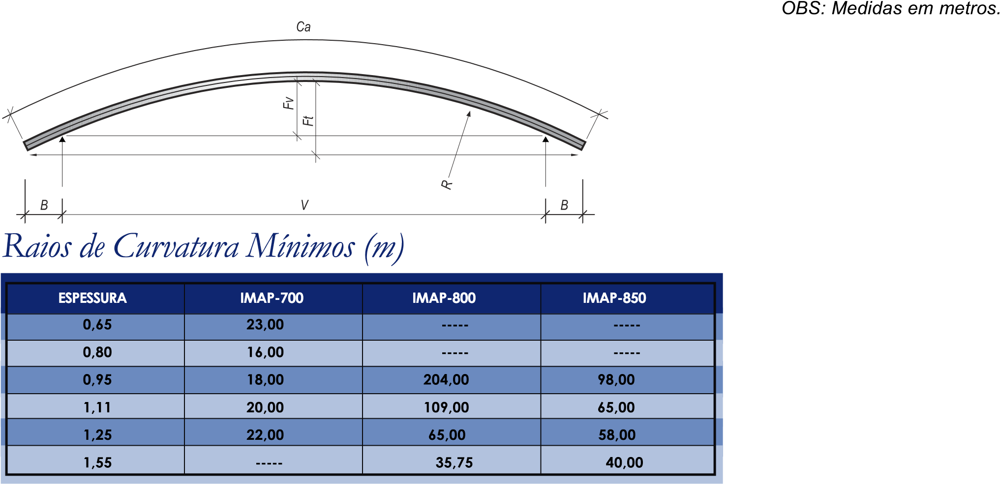 OBS: Medidas em metros.
Ca
Fv
Ft
R
B
V
B
Raios de Curvatura Mínimos (m)
ESPESSURA IMAP-700 IMAP-800 IMAP-850
0,65 23,00 ----- -----
0,80 16,00 ----- -----
0,95 18,00 204,00 98,00
1,11 20,00 109,00 65,00
1,25 22,00 65,00 58,00
1,55 ----- 35,75 40,00